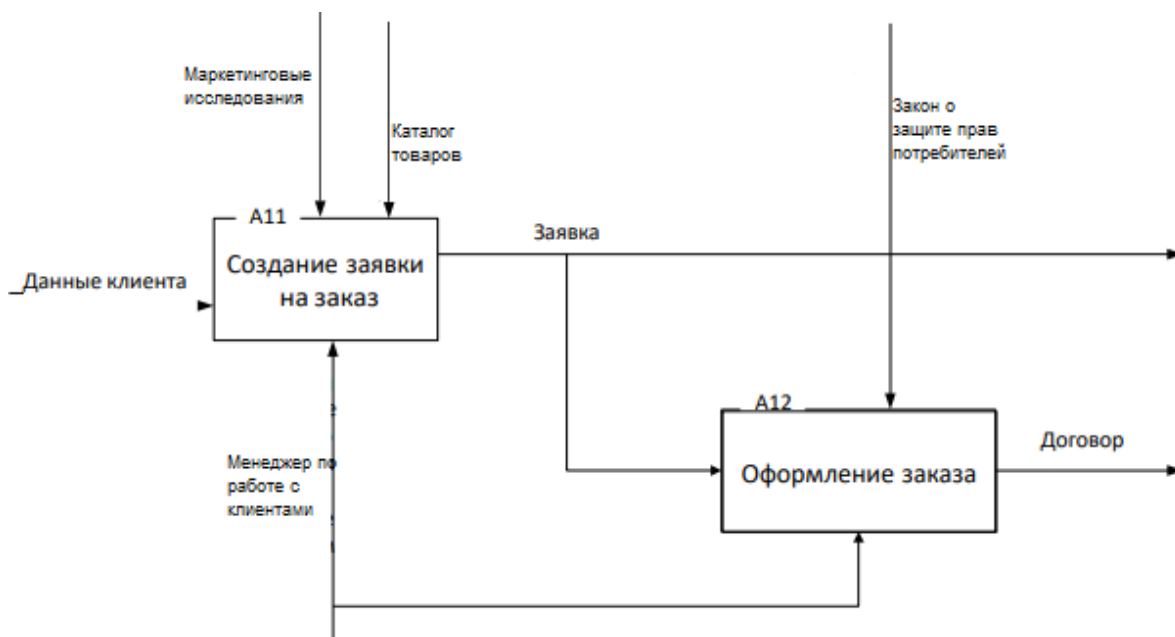 Маркетинговые
исследования
Каталог
товаров
Закон о
защите прав
потребителей
A11
Создание заявки
на заказ
Заявка
_Данные клиента
A12
Оформление заказа
Договор
Менеджер по
работе с
клиентами